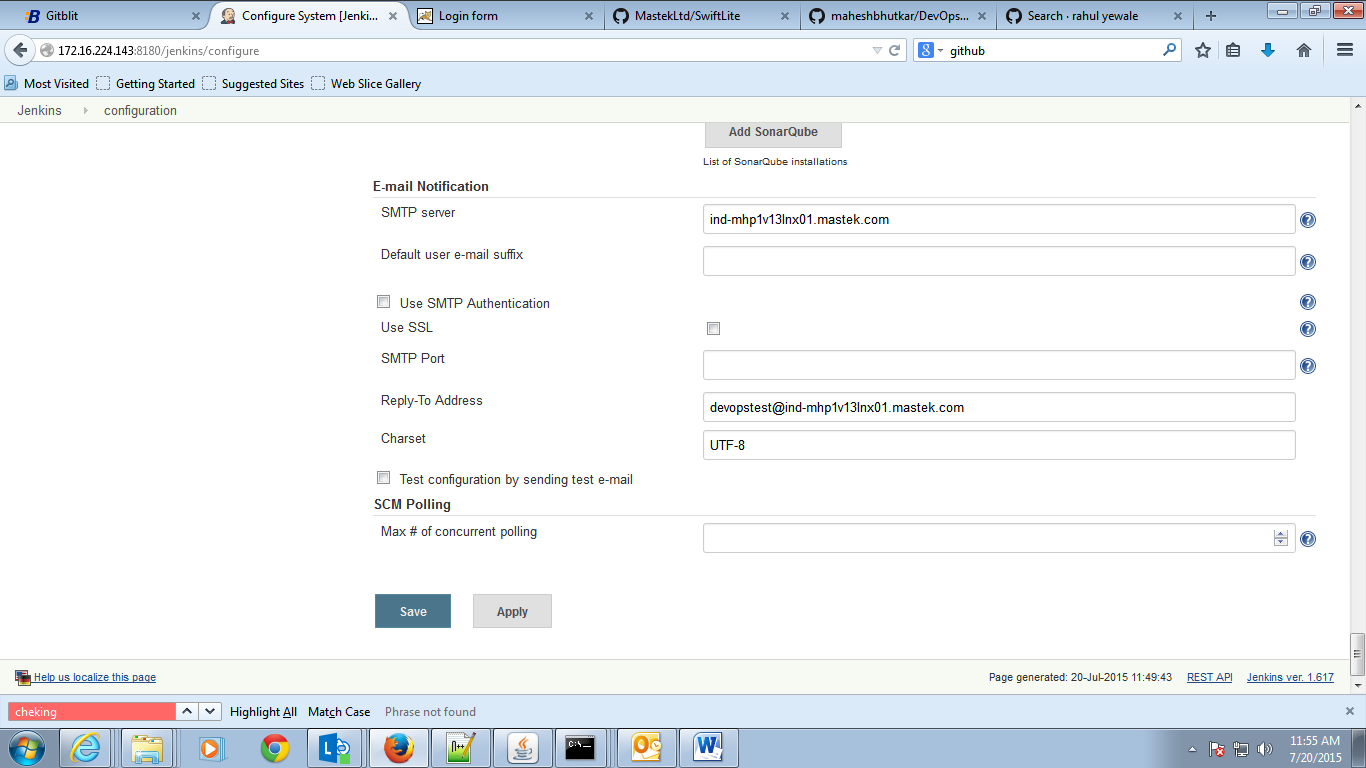 Gitblit
Configure System [Jenki...
Login form
MastekLtd/SwiftLite
maheshbhutkar/DevOps...
Search · rahul yewale
172.16.224.143:8180/jenkins/configure
github
Most Visited
Getting Started
Suggested Sites
Web Slice Gallery
Jenkins
configuration
Add SonarQube
List of SonarQube installations
E-mail Notification
SMTP server
ind-mhp1v13lnx01.mastek.com
Default user e-mail suffix
Use SMTP Authentication
Use SSL
SMTP Port
Reply-To Address
devopstest@ind-mhp1v13lnx01.mastek.com
Charset
UTF-8
Test configuration by sending test e-mail
SCM Polling
Max # of concurrent polling
Save
Apply
Help us localize this page
Page generated: 20-Jul-2015 11:49:43
REST API
Jenkins ver. 1.617
cheking
Highlight All
Match Case
Phrase not found
11:55 AM
7/20/2015